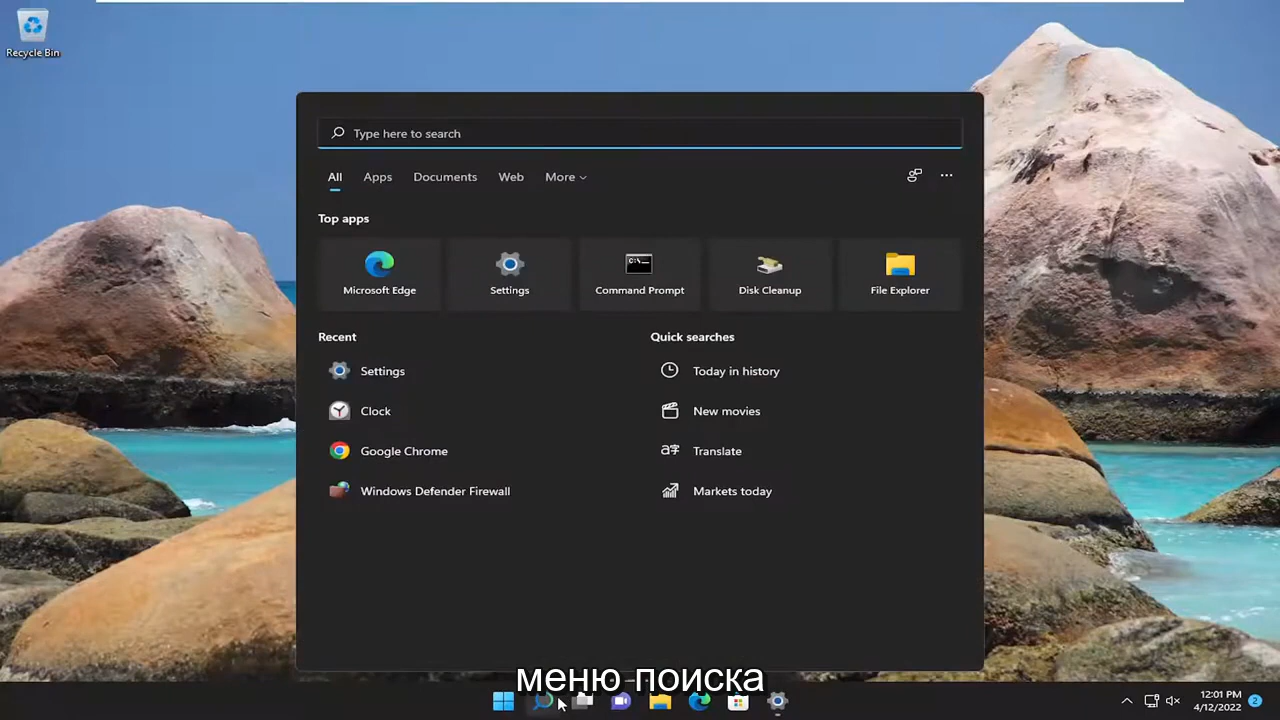 Recycle Bin
Type here to search
All Apps Documents Web More
Top apps
Microsoft Edge Settings Command Prompt Disk Cleanup File Explorer
Recent Quick searches
Settings Today in history
Clock New movies
Google Chrome Translate
Windows Defender Firewall Markets today
меню поиска
12:01 PM
4/12/2022 2